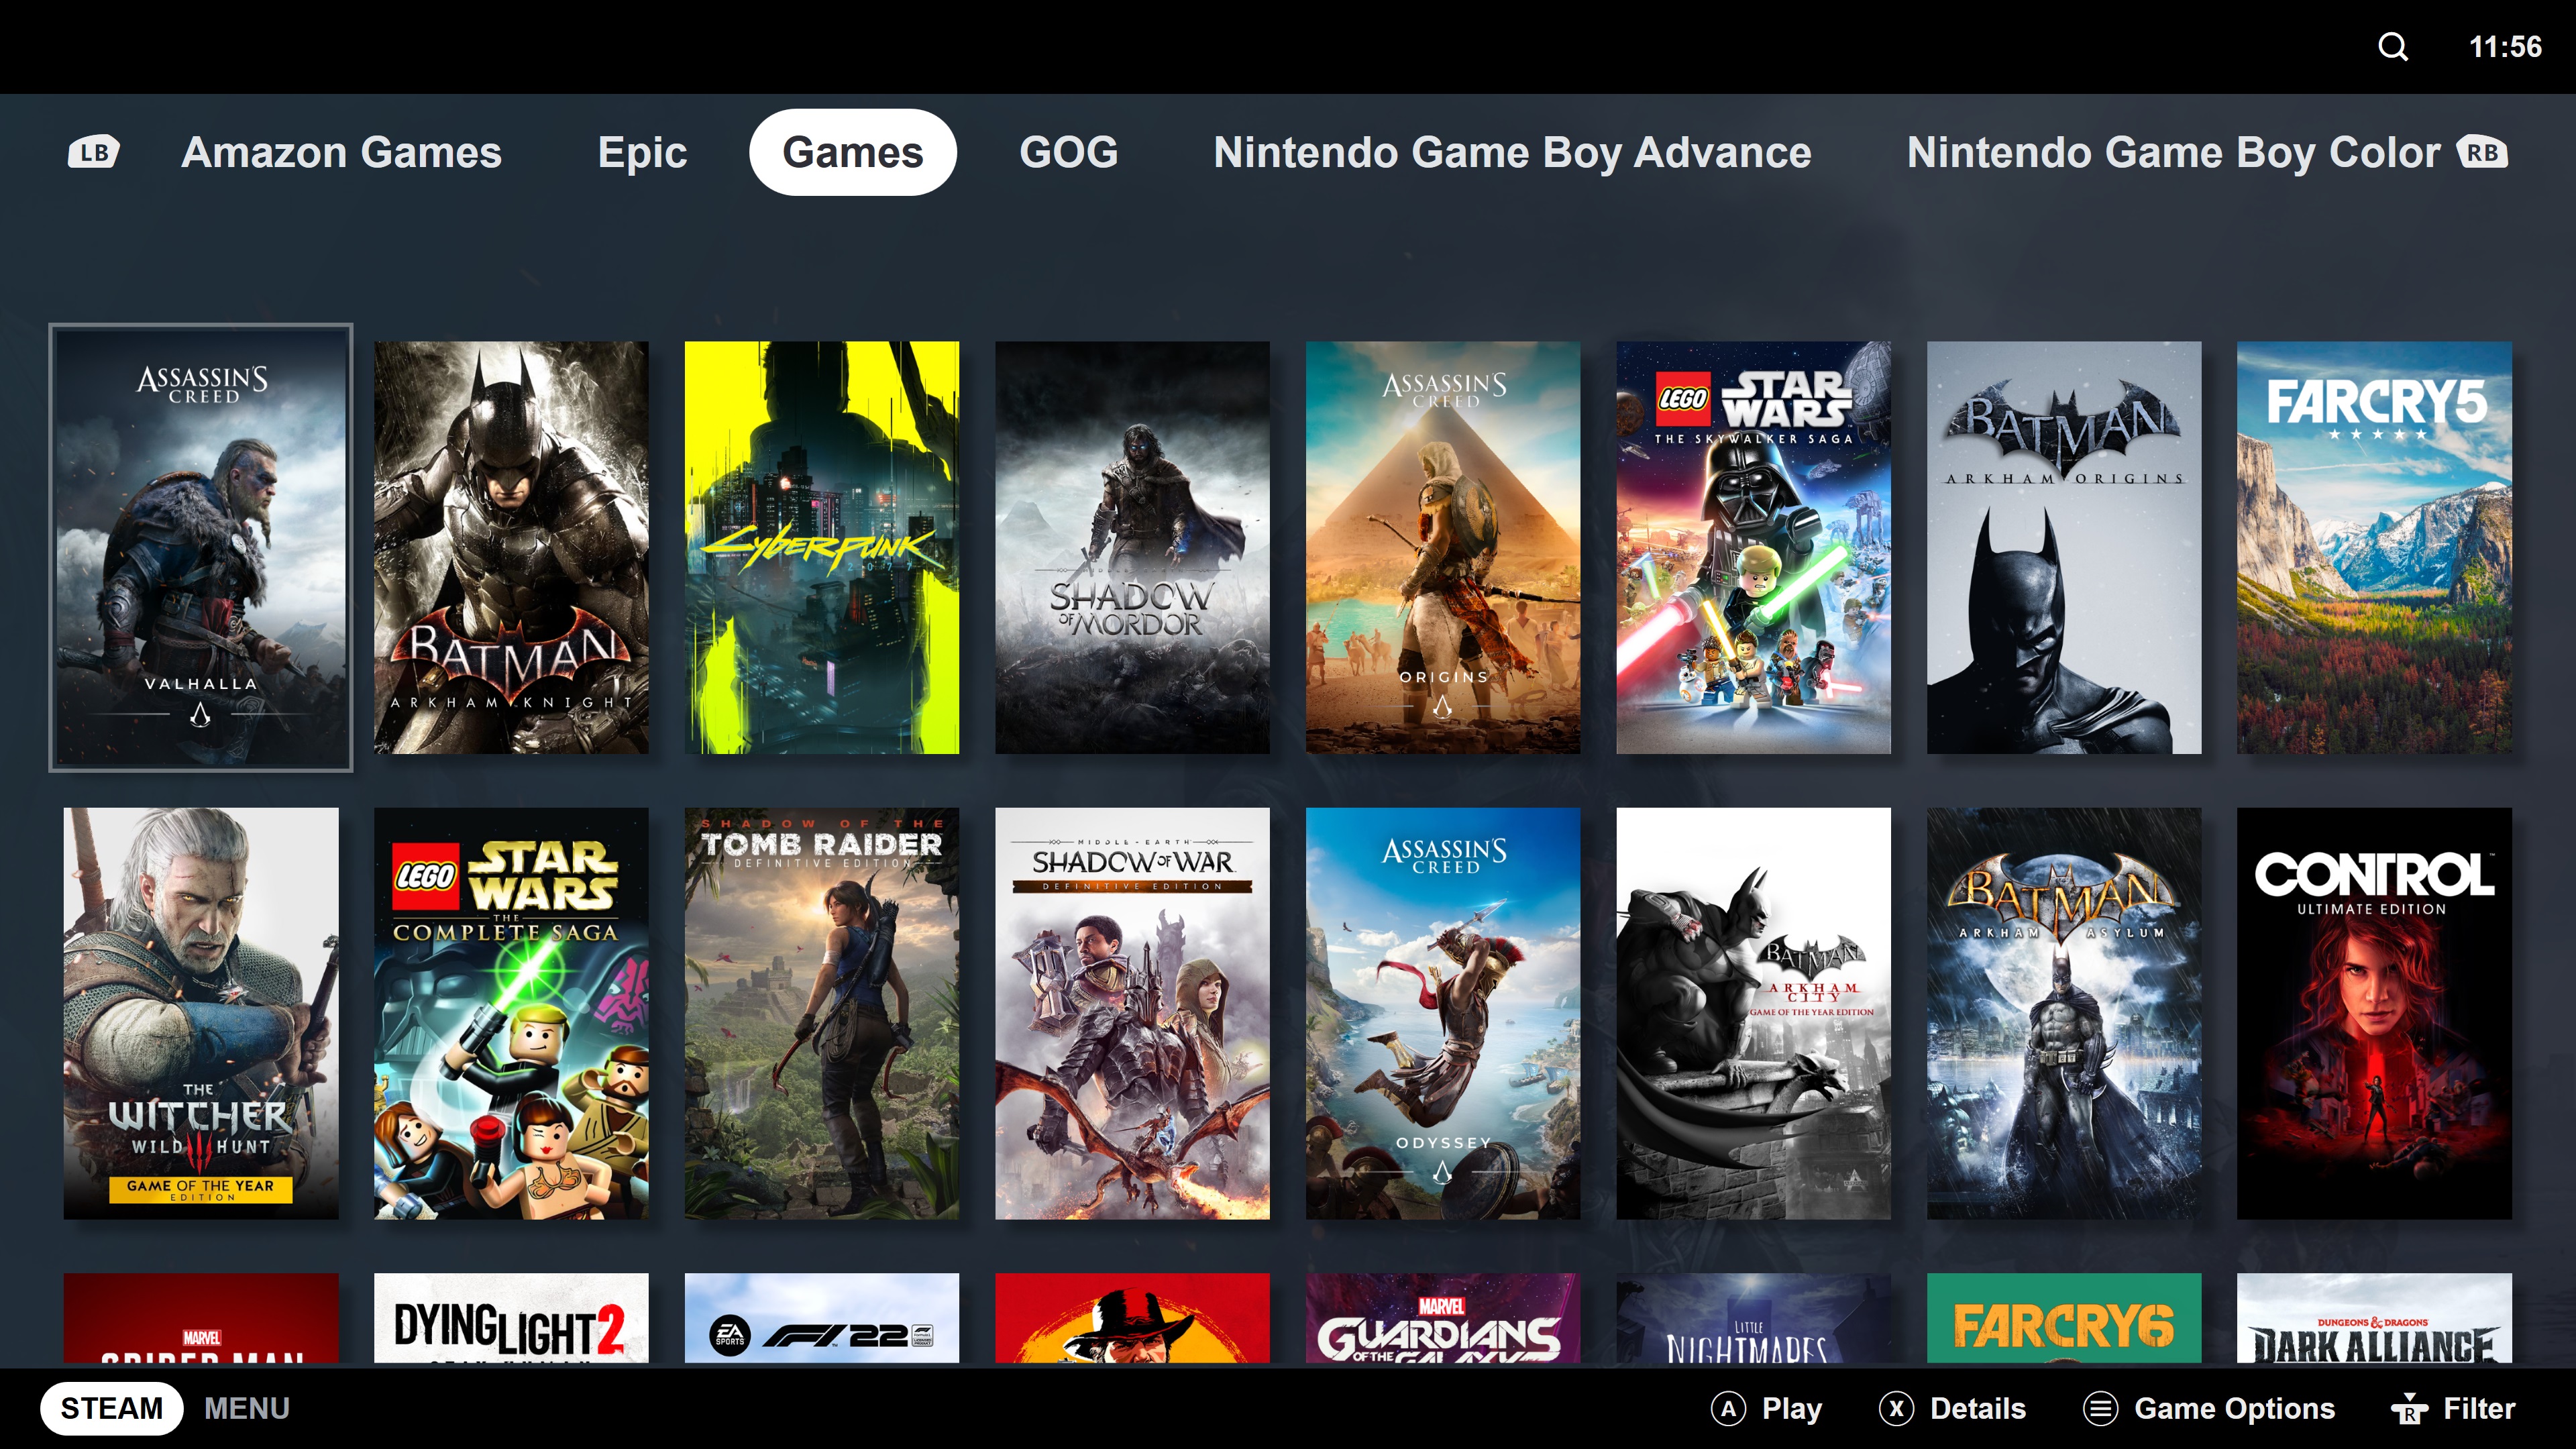 11:56
LB Amazon Games Epic Games GOG Nintendo Game Boy Advance Nintendo Game Boy Color RB
ASSASSIN'S
CREED
VALHALLA
BATMAN
ARKHAM KNIGHT
Cyberpunk
2077
SHADOW
OF MORDOR
ASSASSIN'S
CREED
ORIGINS
LEGO STAR
WARS
THE SKYWALKER SAGA
BATMAN
ARKHAM ORIGINS
FARCRY5
THE
WITCHER
WILD HUNT
GAME OF THE YEAR
EDITION
LEGO STAR
WARS
THE
COMPLETE SAGA
SHADOW OF THE
TOMB RAIDER
DEFINITIVE EDITION
MIDDLE-EARTH
SHADOW OF WAR
DEFINITIVE EDITION
ASSASSIN'S
CREED
ODYSSEY
BATMAN
ARKHAM
CITY
GAME OF THE YEAR EDITION
BATMAN
ARKHAM ASYLUM
CONTROL
ULTIMATE EDITION
MARVEL
SPIDER-MAN
DYING LIGHT 2
EA
SPORTS
F1 22
MARVEL
GUARDIANS
OF THE GALAXY
LITTLE
NIGHTMARES
FARCRY6
DUNGEONS & DRAGONS
DARK ALLIANCE
STEAM MENU A Play X Details Game Options R Filter